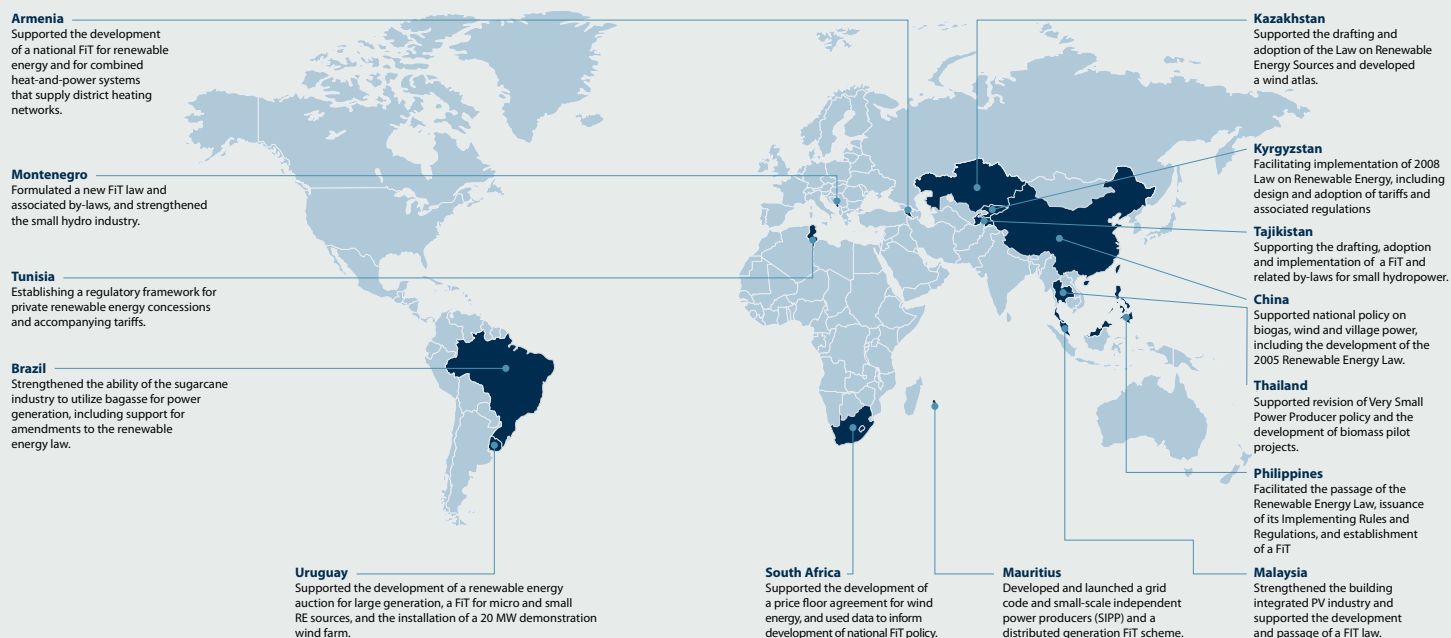 Armenia
Supported the development
of a national FiT for renewable
energy and for combined
heat-and-power systems
that supply district heating
networks.
Montenegro
Formulated a new FiT law and
associated by-laws, and strengthened
the small hydro industry.
Tunisia
Establishing a regulatory framework for
private renewable energy concessions
and accompanying tariffs.
Brazil
Strengthened the ability of the sugarcane
industry to utilize bagasse for power
generation, including support for
amendments to the renewable
energy law.
Uruguay
Supported the development of a renewable energy
auction for large generation, a FiT for micro and small
RE sources, and the installation of a 20 MW demonstration
wind farm.
South Africa
Supported the development of
a price floor agreement for wind
energy, and used data to inform
development of national FiT policy.
Mauritius
Developed and launched a grid
code and small-scale independent
power producers (SIPP) and a
distributed generation FiT scheme.
Kazakhstan
Supported the drafting and
adoption of the Law on Renewable
Energy Sources and developed
a wind atlas.
Kyrgyzstan
Facilitating implementation of 2008
Law on Renewable Energy, including
design and adoption of tariffs and
associated regulations
Tajikistan
Supporting the drafting, adoption
and implementation of a FiT and
related by-laws for small hydropower.
China
Supported national policy on
biogas, wind and village power,
including the development of the
2005 Renewable Energy Law.
Thailand
Supported revision of Very Small
Power Producer policy and the
development of biomass pilot
projects.
Philippines
Facilitated the passage of the
Renewable Energy Law, issuance
of its Implementing Rules and
Regulations, and establishment
of a FiT
Malaysia
Strengthened the building
integrated PV industry and
supported the development
and passage of a FIT law.